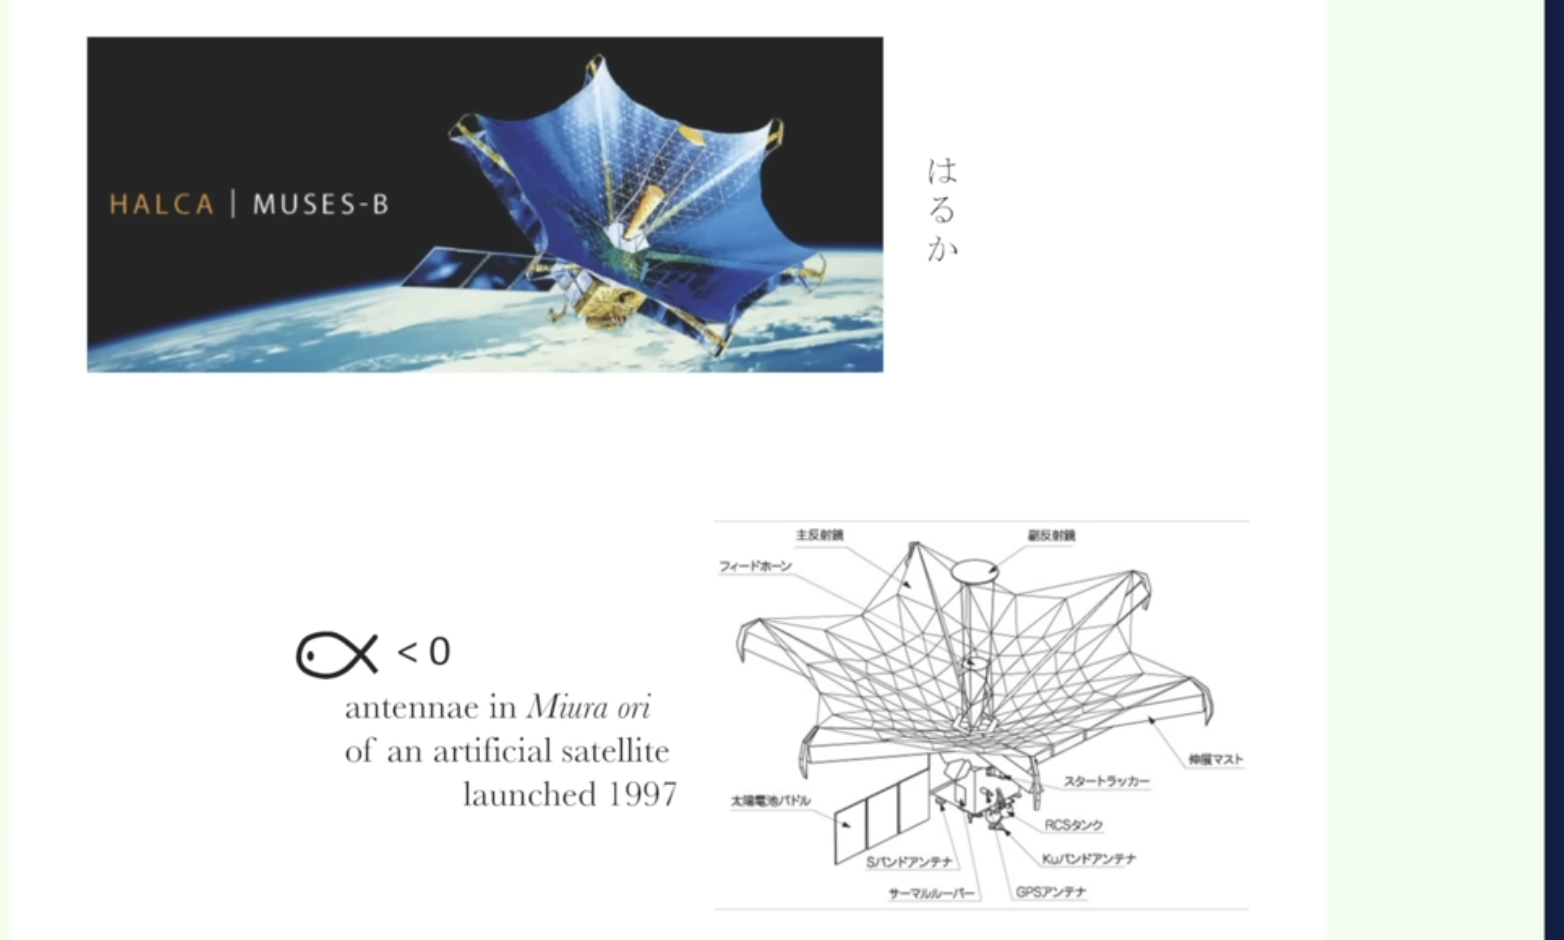 HALCA | MUSES-B
はるか
< 0
antennae in Miura ori
of an artificial satellite
launched 1997
主反射鏡
副反射鏡
フィードホーン
伸展マスト
スタートラッカー
太陽電池パドル
RCSタンク
Sバンドアンテナ
Kuバンドアンテナ
サーマルルーバー
GPSアンテナ